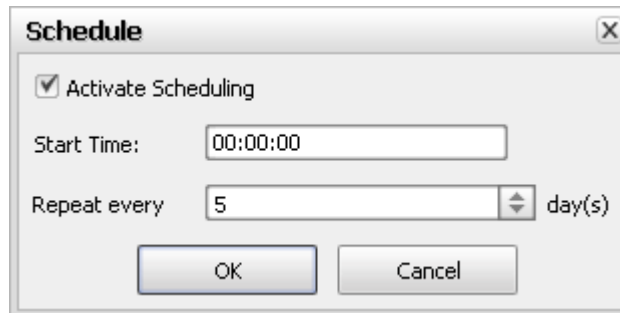 Schedule
Activate Scheduling
Start Time: 00:00:00
Repeat every 5 day(s)
OK Cancel